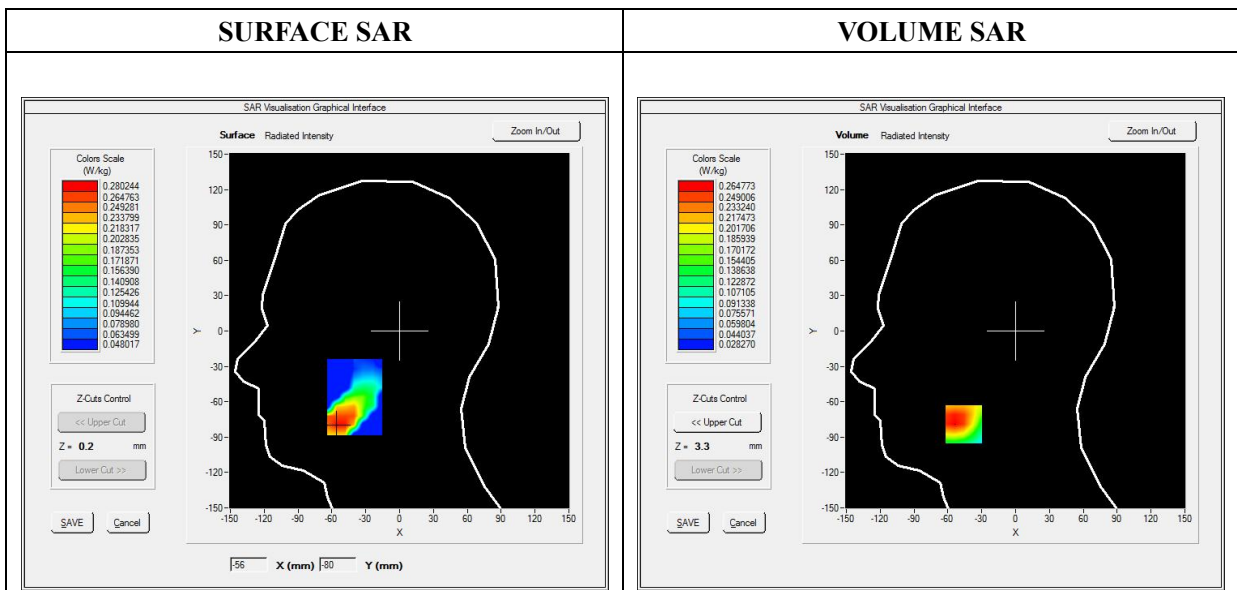 SURFACE SAR
VOLUME SAR
SAR Visualisation Graphical Interface
Surface Radiated Intensity
Zoom In/Out
Colors Scale
(W/kg)
0.280244
0.264763
0.249281
0.233799
0.218317
0.202835
0.187353
0.171871
0.156390
0.140908
0.125426
0.109944
0.094462
0.078980
0.063499
0.048017
Z-Cuts Control
<< Upper Cut
Z = 0.2 mm
Lower Cut >>
SAVE Cancel
150
120
90
60
30
0
-30
-60
-90
-120
-150
Y
-150 -120 -90 -60 -30 0 30 60 90 120 150
X
-56 X (mm) -80 Y (mm)
SAR Visualisation Graphical Interface
Volume Radiated Intensity
Zoom In/Out
Colors Scale
(W/kg)
0.264773
0.249006
0.233240
0.217473
0.201706
0.185939
0.170172
0.154405
0.138638
0.122872
0.107105
0.091338
0.075571
0.059804
0.044037
0.028270
Z-Cuts Control
<< Upper Cut
Z = 3.3 mm
Lower Cut >>
SAVE Cancel
150
120
90
60
30
0
-30
-60
-90
-120
-150
Y
-150 -120 -90 -60 -30 0 30 60 90 120 150
X